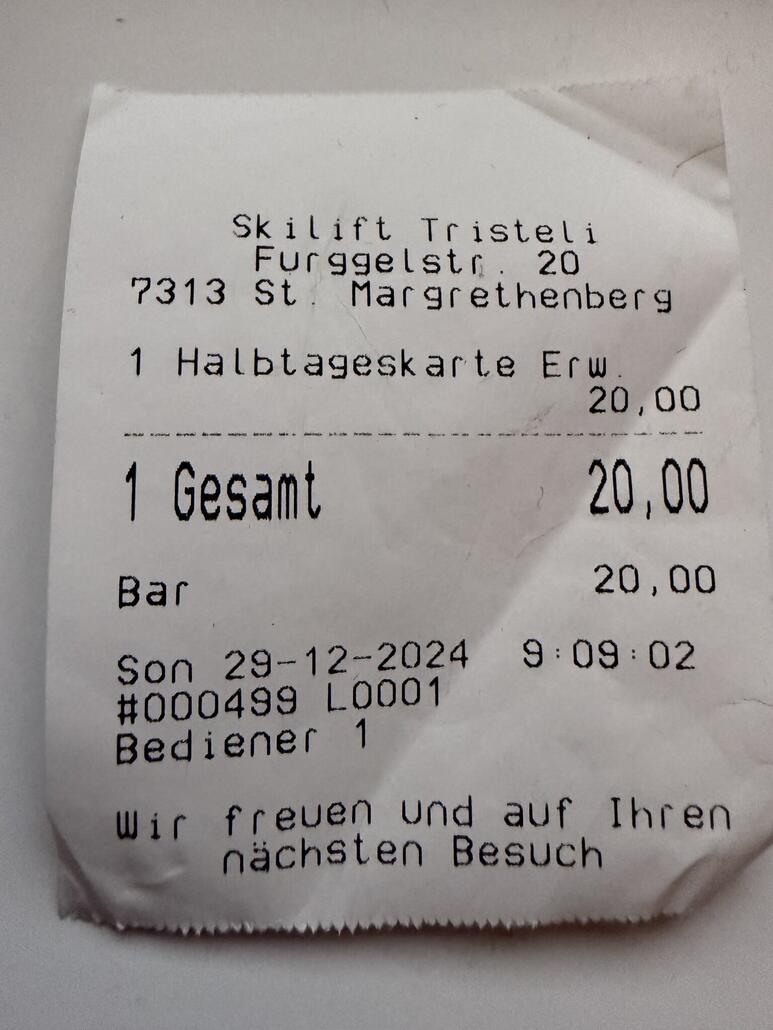 Skilift Tristeli
Furggelstr. 20
7313 St. Margrethenberg
1 Halbtageskarte Erw.
20,00
1 Gesamt 20,00
Bar 20,00
Son 29-12-2024 9:09:02
#000499 L0001
Bediener 1
Wir freuen und auf Ihren
nächsten Besuch